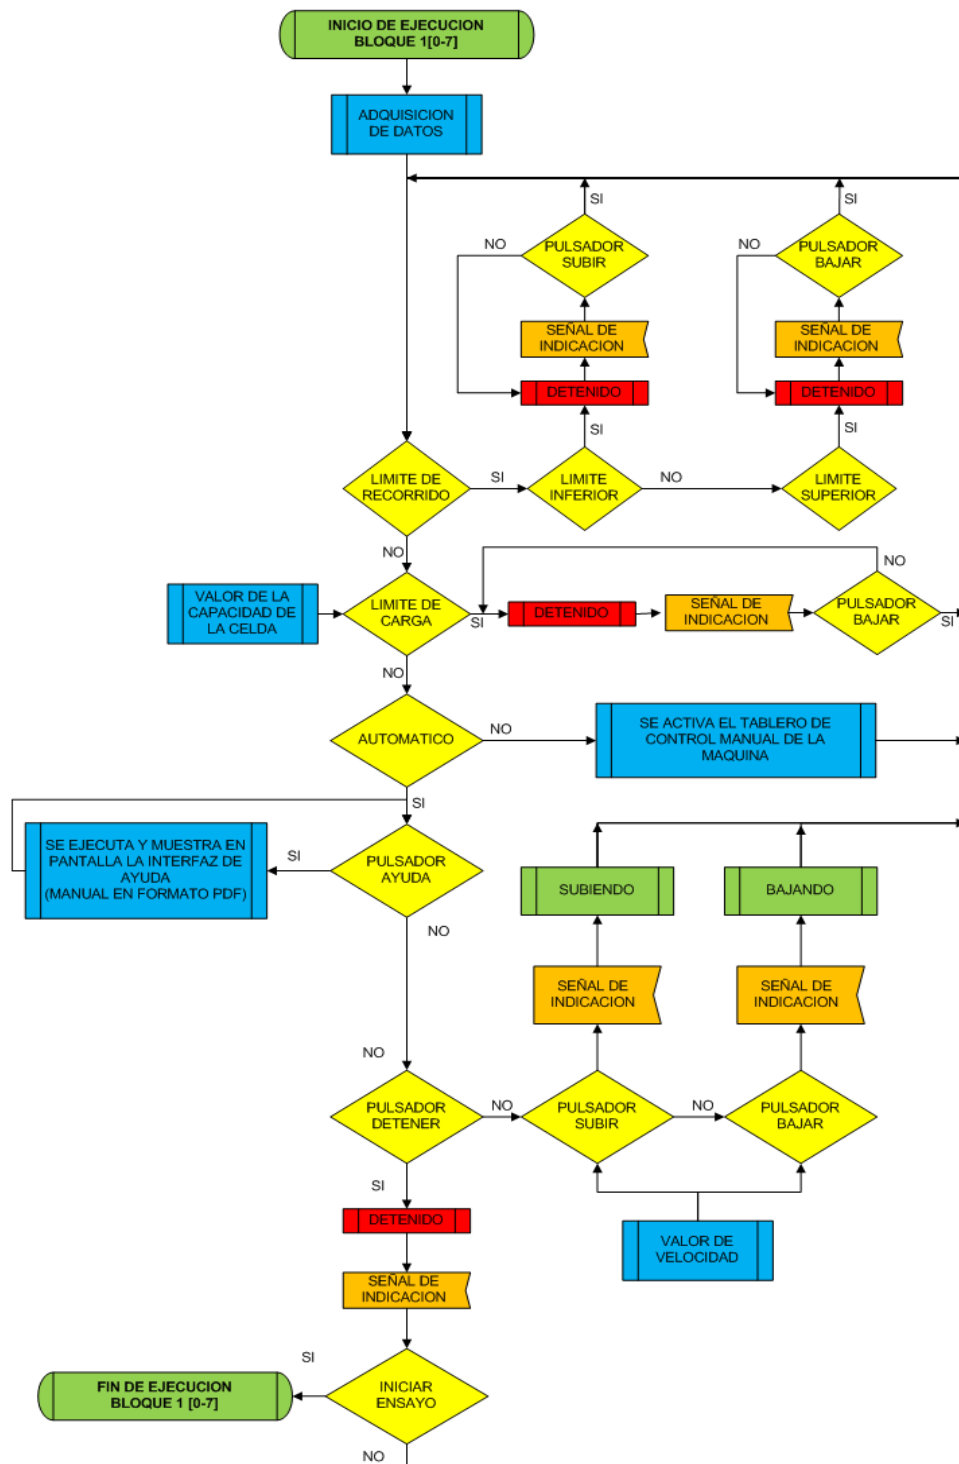 INICIO DE EJECUCION
BLOQUE 1[0-7]
ADQUISICION
DE DATOS
SI
SI
NO
PULSADOR
SUBIR
NO
PULSADOR
BAJAR
SEÑAL DE
INDICACION
SEÑAL DE
INDICACION
DETENIDO
DETENIDO
SI
SI
LIMITE DE
RECORRIDO
SI
LIMITE
INFERIOR
NO
LIMITE
SUPERIOR
NO
NO
VALOR DE LA
CAPACIDAD DE
LA CELDA
LIMITE DE
CARGA
SI
DETENIDO
SEÑAL DE
INDICACION
PULSADOR
BAJAR
SI
NO
AUTOMATICO
NO
SE ACTIVA EL TABLERO DE
CONTROL MANUAL DE LA
MAQUINA
SI
SE EJECUTA Y MUESTRA EN
PANTALLA LA INTERFAZ DE
AYUDA
(MANUAL EN FORMATO PDF)
SI
PULSADOR
AYUDA
SUBIENDO
BAJANDO
NO
SEÑAL DE
INDICACION
SEÑAL DE
INDICACION
NO
PULSADOR
DETENER
NO
PULSADOR
SUBIR
NO
PULSADOR
BAJAR
SI
DETENIDO
VALOR DE
VELOCIDAD
SEÑAL DE
INDICACION
SI
FIN DE EJECUCION
BLOQUE 1 [0-7]
INICIAR
ENSAYO
NO